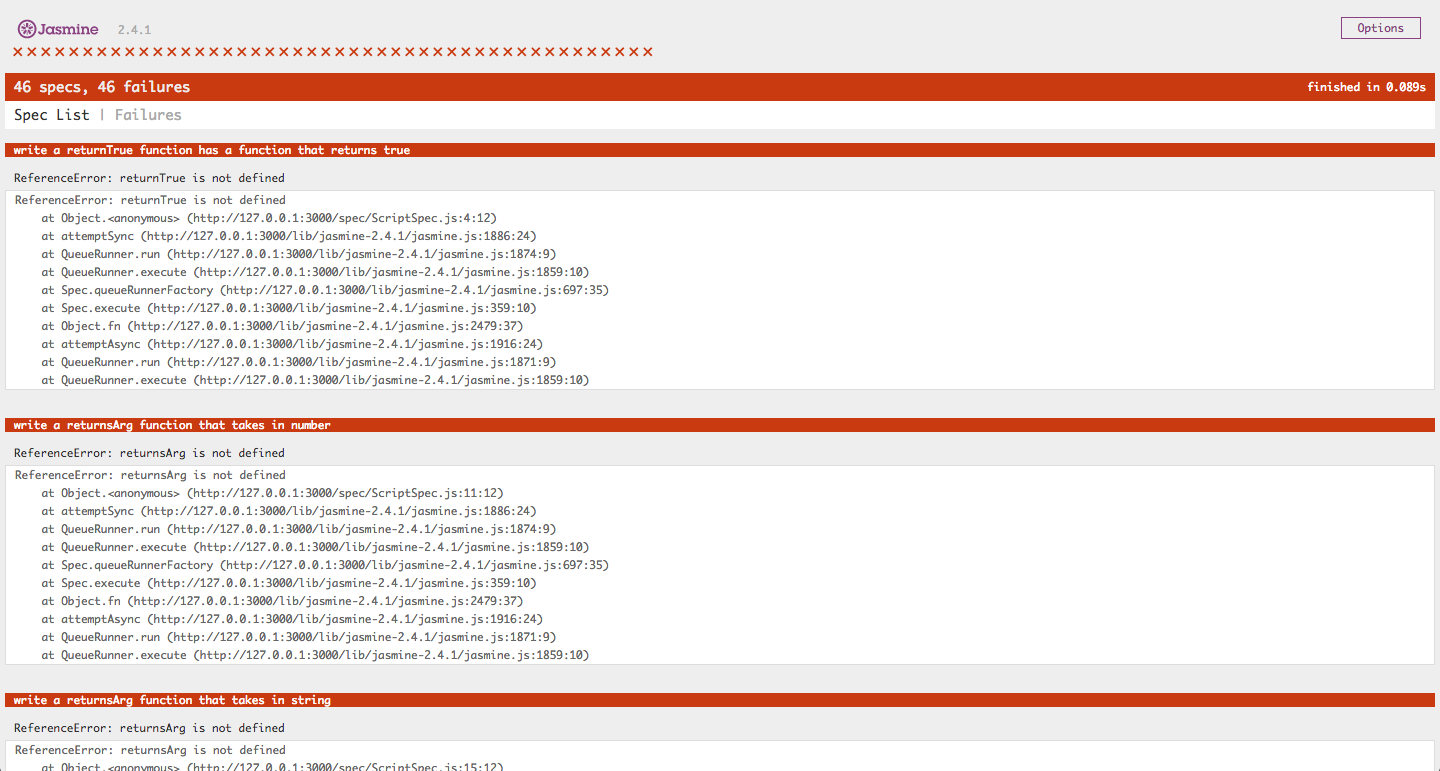 Jasmine 2.4.1 Options
××××××××××××××××××××××××××××××××××××××××××××××
46 specs, 46 failures finished in 0.089s
Spec List | Failures
write a returnTrue function has a function that returns true
ReferenceError: returnTrue is not defined
ReferenceError: returnTrue is not defined
at Object.<anonymous> (http://127.0.0.1:3000/spec/ScriptSpec.js:4:12)
at attemptSync (http://127.0.0.1:3000/lib/jasmine-2.4.1/jasmine.js:1886:24)
at QueueRunner.run (http://127.0.0.1:3000/lib/jasmine-2.4.1/jasmine.js:1874:9)
at QueueRunner.execute (http://127.0.0.1:3000/lib/jasmine-2.4.1/jasmine.js:1859:10)
at Spec.queueRunnerFactory (http://127.0.0.1:3000/lib/jasmine-2.4.1/jasmine.js:697:35)
at Spec.execute (http://127.0.0.1:3000/lib/jasmine-2.4.1/jasmine.js:359:10)
at Object.fn (http://127.0.0.1:3000/lib/jasmine-2.4.1/jasmine.js:2479:37)
at attemptAsync (http://127.0.0.1:3000/lib/jasmine-2.4.1/jasmine.js:1916:24)
at QueueRunner.run (http://127.0.0.1:3000/lib/jasmine-2.4.1/jasmine.js:1871:9)
at QueueRunner.execute (http://127.0.0.1:3000/lib/jasmine-2.4.1/jasmine.js:1859:10)
write a returnsArg function that takes in number
ReferenceError: returnsArg is not defined
ReferenceError: returnsArg is not defined
at Object.<anonymous> (http://127.0.0.1:3000/spec/ScriptSpec.js:11:12)
at attemptSync (http://127.0.0.1:3000/lib/jasmine-2.4.1/jasmine.js:1886:24)
at QueueRunner.run (http://127.0.0.1:3000/lib/jasmine-2.4.1/jasmine.js:1874:9)
at QueueRunner.execute (http://127.0.0.1:3000/lib/jasmine-2.4.1/jasmine.js:1859:10)
at Spec.queueRunnerFactory (http://127.0.0.1:3000/lib/jasmine-2.4.1/jasmine.js:697:35)
at Spec.execute (http://127.0.0.1:3000/lib/jasmine-2.4.1/jasmine.js:359:10)
at Object.fn (http://127.0.0.1:3000/lib/jasmine-2.4.1/jasmine.js:2479:37)
at attemptAsync (http://127.0.0.1:3000/lib/jasmine-2.4.1/jasmine.js:1916:24)
at QueueRunner.run (http://127.0.0.1:3000/lib/jasmine-2.4.1/jasmine.js:1871:9)
at QueueRunner.execute (http://127.0.0.1:3000/lib/jasmine-2.4.1/jasmine.js:1859:10)
write a returnsArg function that takes in string
ReferenceError: returnsArg is not defined
ReferenceError: returnsArg is not defined
at Object.<anonymous> (http://127.0.0.1:3000/spec/ScriptSpec.js:15:12)